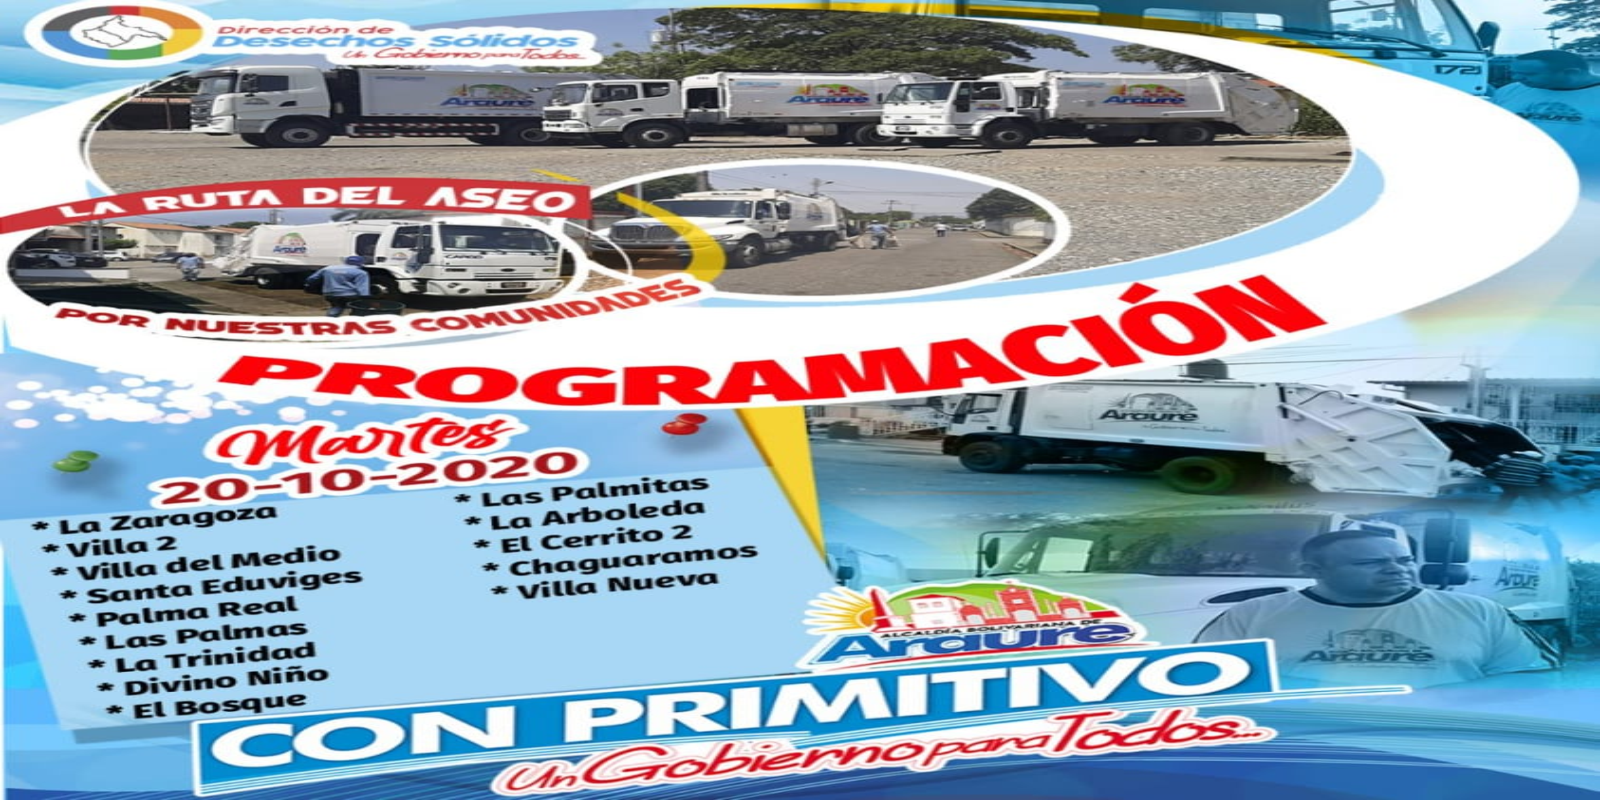 Dirección de
Desechos Sólidos
Un Gobierno para Todos...
Araure
Araure
Araure
LA RUTA DEL ASEO
POR NUESTRAS COMUNIDADES
PROGRAMACIÓN
Martes
20-10-2020
* La Zaragoza
* Villa 2
* Villa del Medio
* Santa Eduviges
* Palma Real
* Las Palmas
* La Trinidad
* Divino Niño
* El Bosque
* Las Palmitas
* La Arboleda
* El Cerrito 2
* Chaguaramos
* Villa Nueva
Araure
Araure
Araure
ALCALDÍA BOLIVARIANA DE
Araure
CON PRIMITIVO
Un Gobierno para Todos...